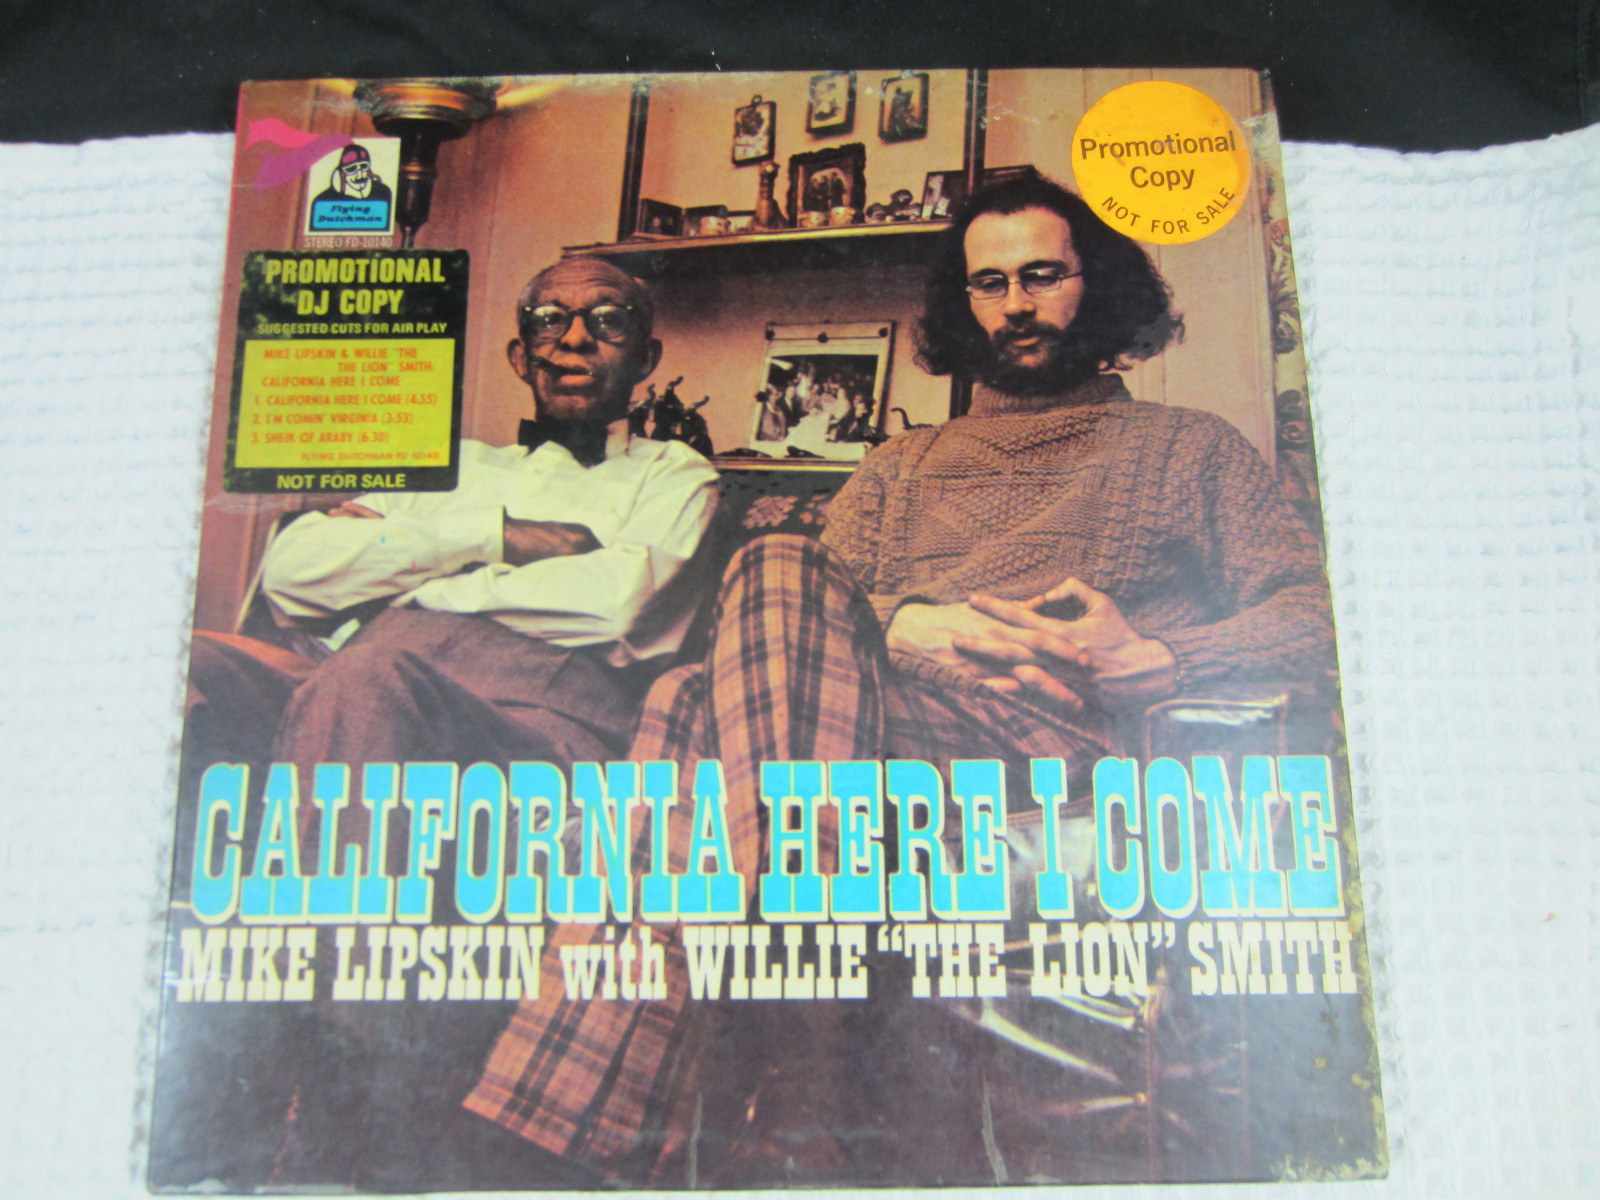 Flying
Dutchman
STEREO FD-10140
PROMOTIONAL
DJ COPY
SUGGESTED CUTS FOR AIR PLAY
MIKE LIPSKIN & WILLIE "THE
THE LION" SMITH:
CALIFORNIA HERE I COME
1. CALIFORNIA HERE I COME (4:55)
2. I'M COMIN' VIRGINIA (3:53)
3. SHEIK OF ARABY (6:30)
FLYING DUTCHMAN FD 10140
NOT FOR SALE
Promotional
Copy
NOT FOR SALE
CALIFORNIA HERE I COME
MIKE LIPSKIN with WILLIE “THE LION” SMITH